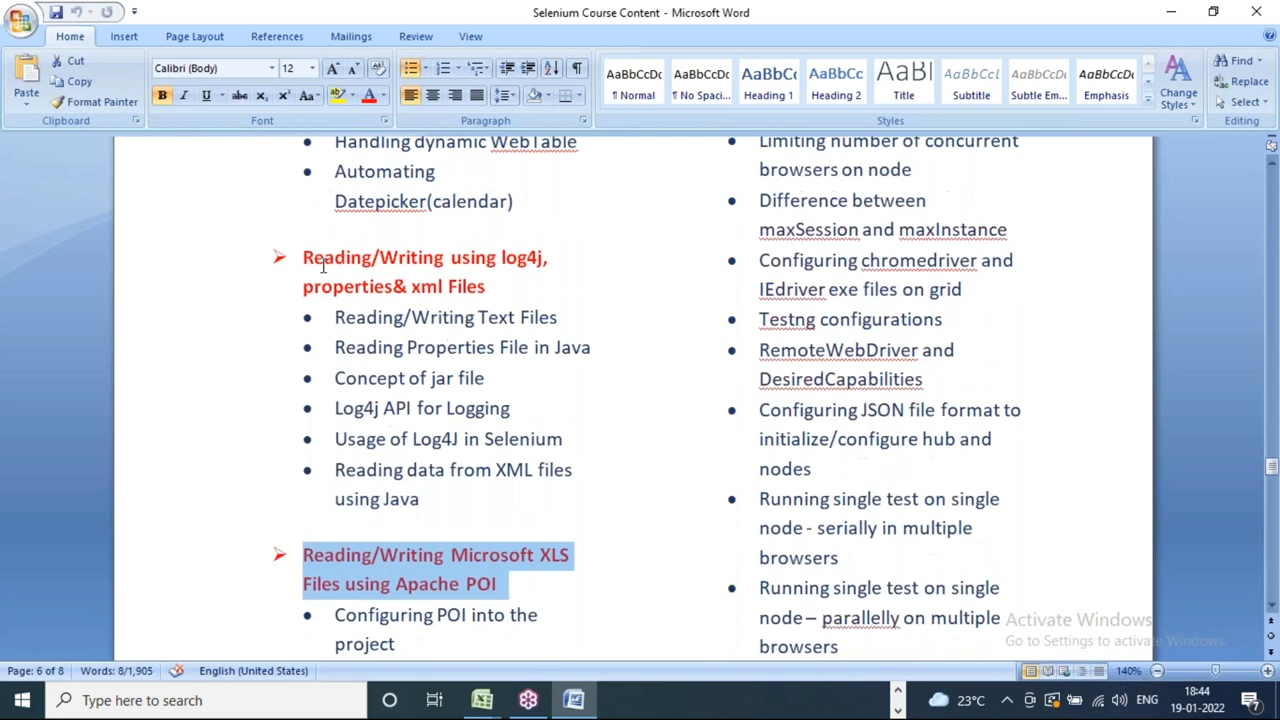 Selenium Course Content - Microsoft Word
Home Insert Page Layout References Mailings Review View
Paste
Cut
Copy
Format Painter
Clipboard
Calibri (Body) 12
Font
Paragraph
AaBbCcDc AaBbCcDc AaBbC AaBbCc AaBl AaBbCcL AaBbCcDc AaBbCcDc
¶ Normal ¶ No Spaci... Heading 1 Heading 2 Title Subtitle Subtle Em... Emphasis
Styles
Change Styles
Find
Replace
Select
Editing
• Handling dynamic WebTable
• Automating
Datepicker(calendar)
➢ Reading/Writing using log4j,
properties& xml Files
• Reading/Writing Text Files
• Reading Properties File in Java
• Concept of jar file
• Log4j API for Logging
• Usage of Log4J in Selenium
• Reading data from XML files
using Java
➢ Reading/Writing Microsoft XLS
Files using Apache POI
• Configuring POI into the
project
• Limiting number of concurrent
browsers on node
• Difference between
maxSession and maxInstance
• Configuring chromedriver and
IEdriver exe files on grid
• Testng configurations
• RemoteWebDriver and
DesiredCapabilities
• Configuring JSON file format to
initialize/configure hub and
nodes
• Running single test on single
node - serially in multiple
browsers
• Running single test on single
node – parallelly on multiple
browsers
Activate Windows
Go to Settings to activate Windows.
Page: 6 of 8 Words: 8/1,905 English (United States) 140%
Type here to search
23°C
ENG
18:44
19-01-2022
7